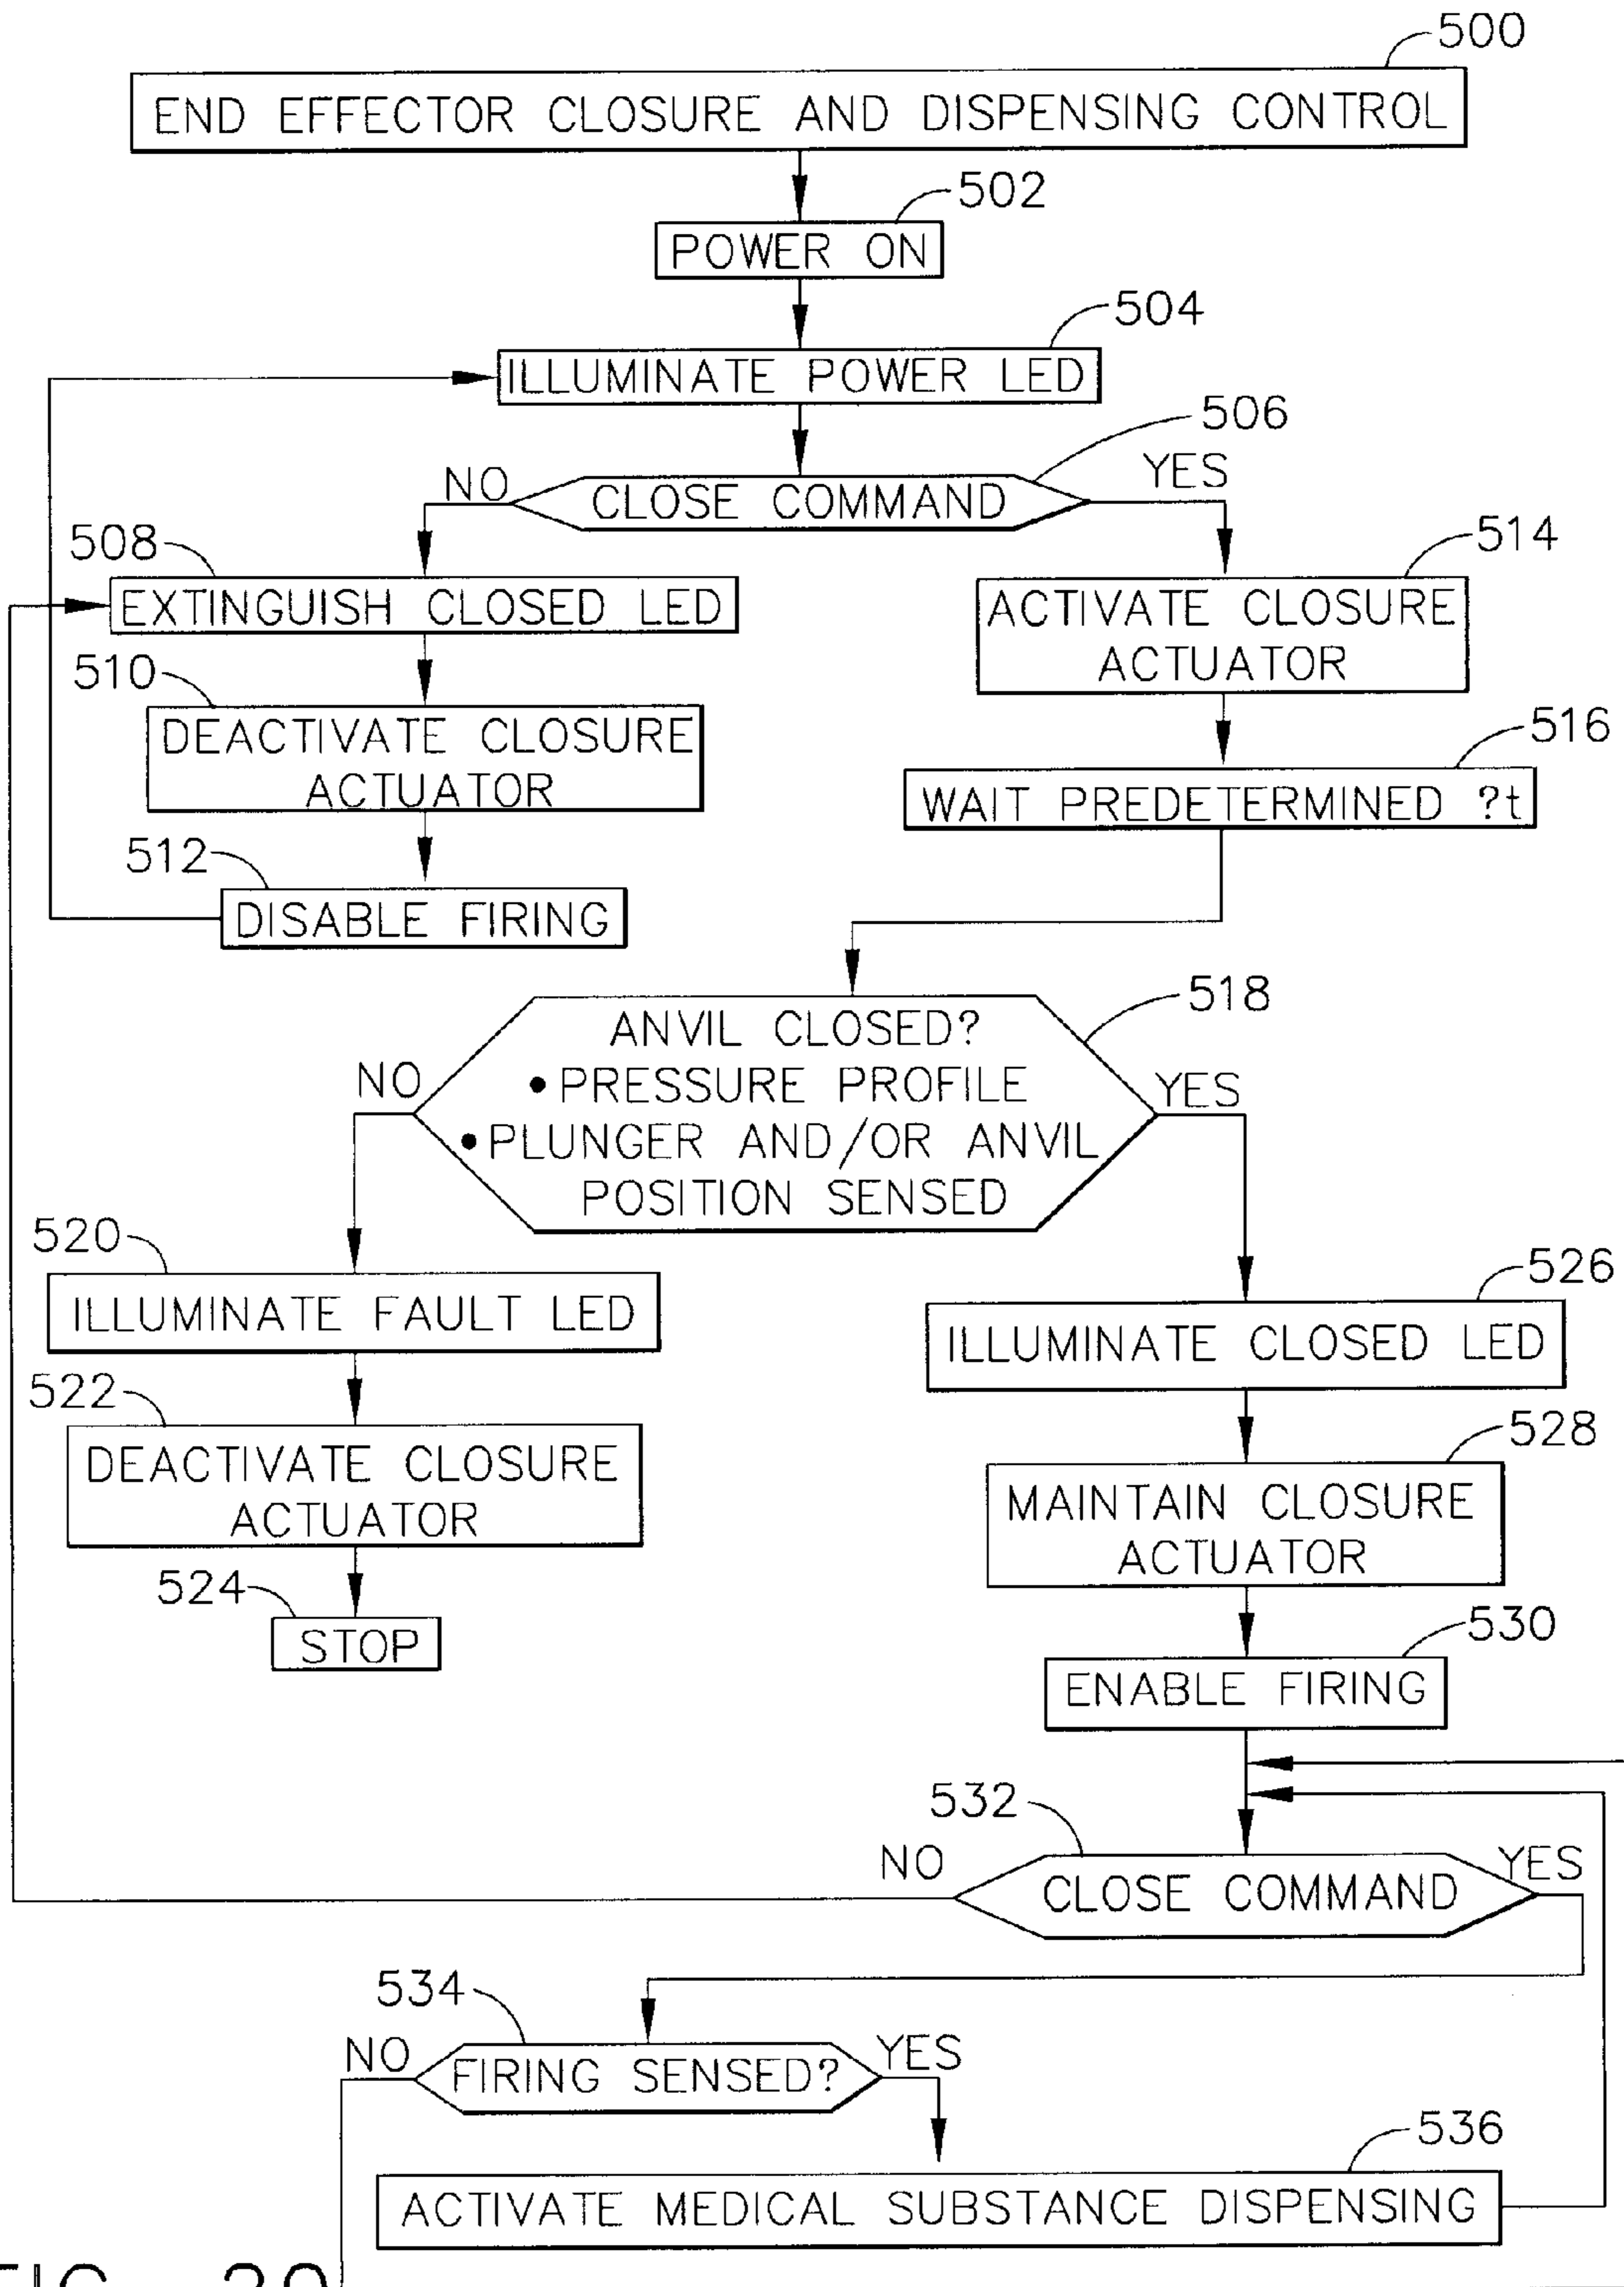 500
END EFFECTOR CLOSURE AND DISPENSING CONTROL
502
POWER ON
504
ILLUMINATE POWER LED
506
NO
CLOSE COMMAND
YES
508
EXTINGUISH CLOSED LED
514
ACTIVATE CLOSURE
ACTUATOR
510
DEACTIVATE CLOSURE
ACTUATOR
516
WAIT PREDETERMINED ?t
512
DISABLE FIRING
518
ANVIL CLOSED?
NO
• PRESSURE PROFILE
YES
• PLUNGER AND/OR ANVIL
POSITION SENSED
520
ILLUMINATE FAULT LED
526
ILLUMINATE CLOSED LED
522
DEACTIVATE CLOSURE
ACTUATOR
528
MAINTAIN CLOSURE
ACTUATOR
524
STOP
530
ENABLE FIRING
532
NO
CLOSE COMMAND
YES
534
NO
FIRING SENSED?
YES
536
ACTIVATE MEDICAL SUBSTANCE DISPENSING